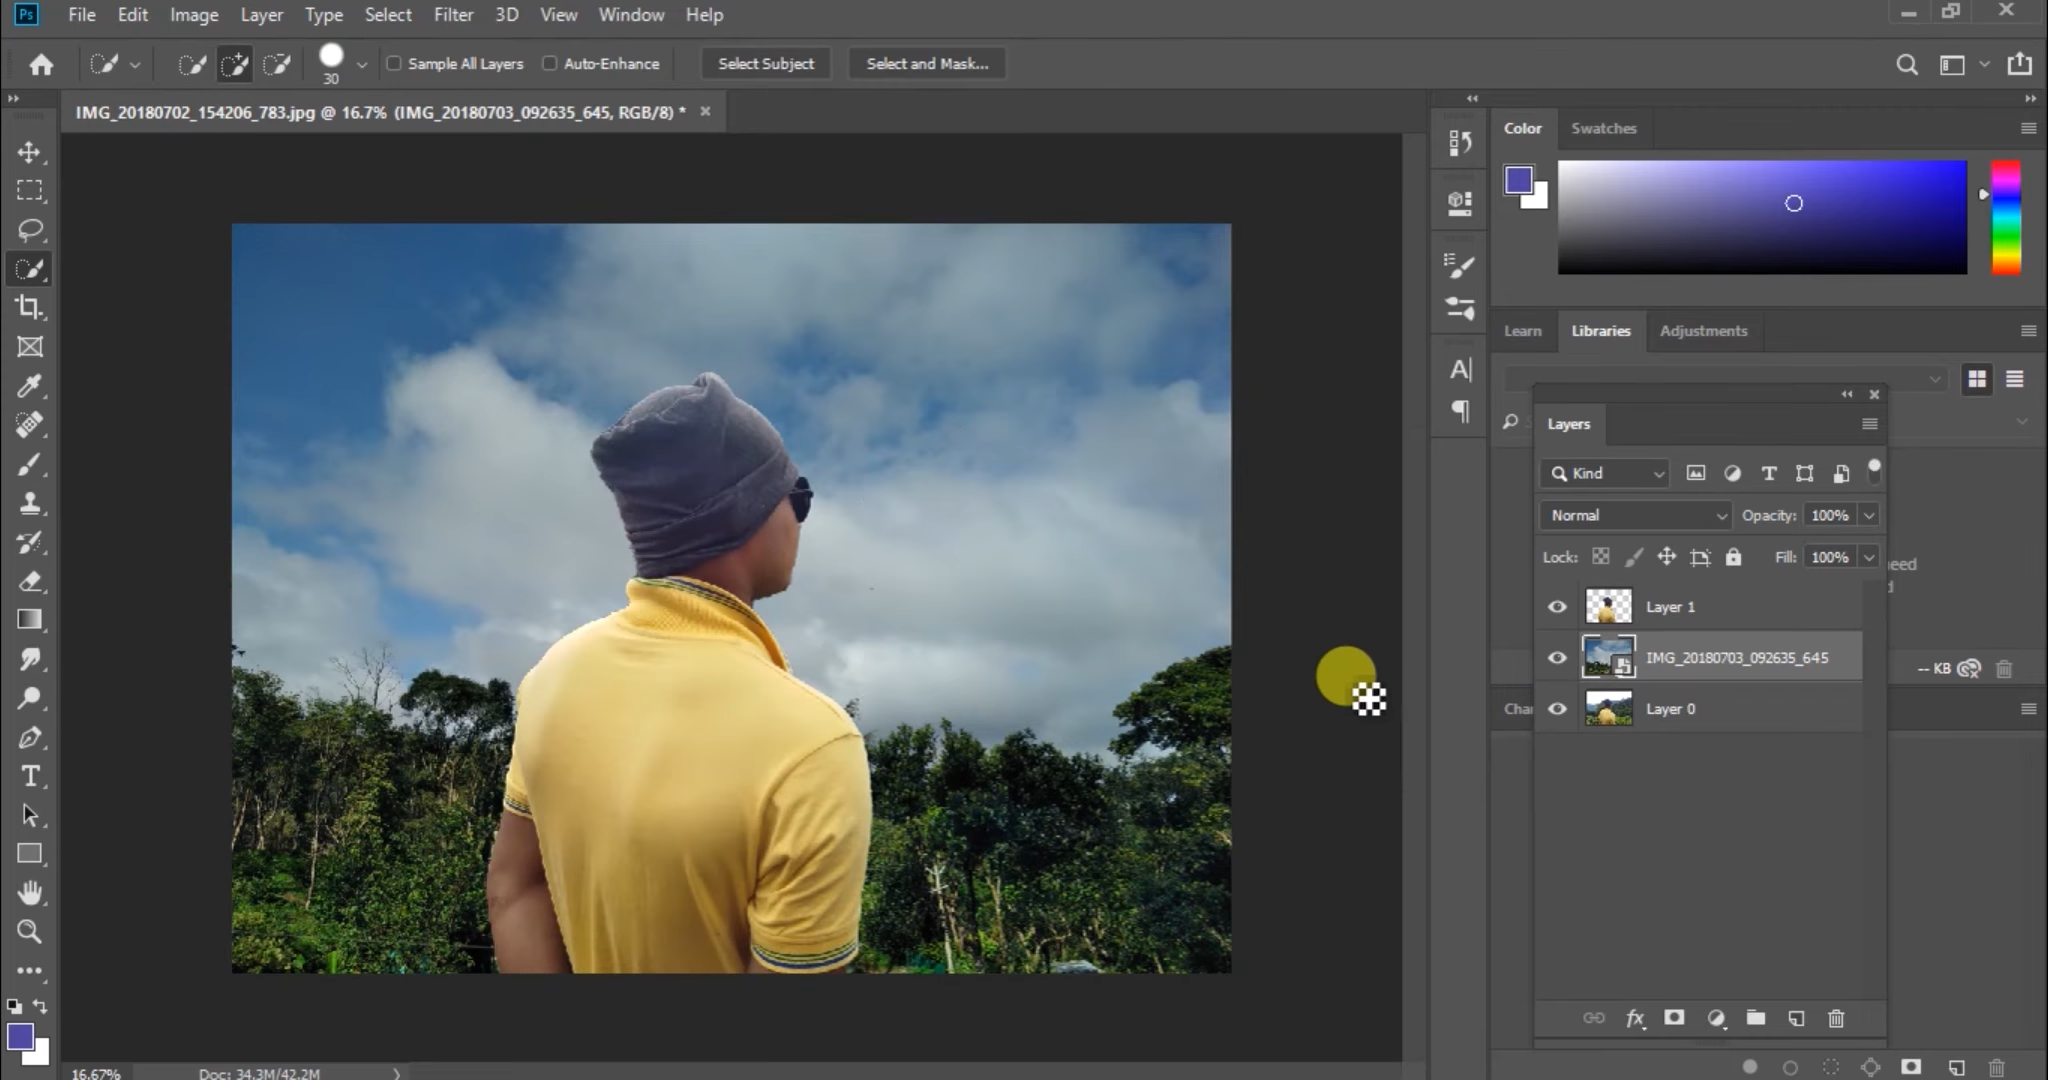 Ps File Edit Image Layer Type Select Filter 3D View Window Help
30 Sample All Layers Auto-Enhance Select Subject Select and Mask...
IMG_20180702_154206_783.jpg @ 16.7% (IMG_20180703_092635_645, RGB/8) *
Color Swatches
Learn Libraries Adjustments
Layers
Kind
Normal Opacity: 100%
Lock: Fill: 100%
Layer 1
IMG_20180703_092635_645
-- KB
Layer 0
16.67% Doc: 34.3M/42.2M